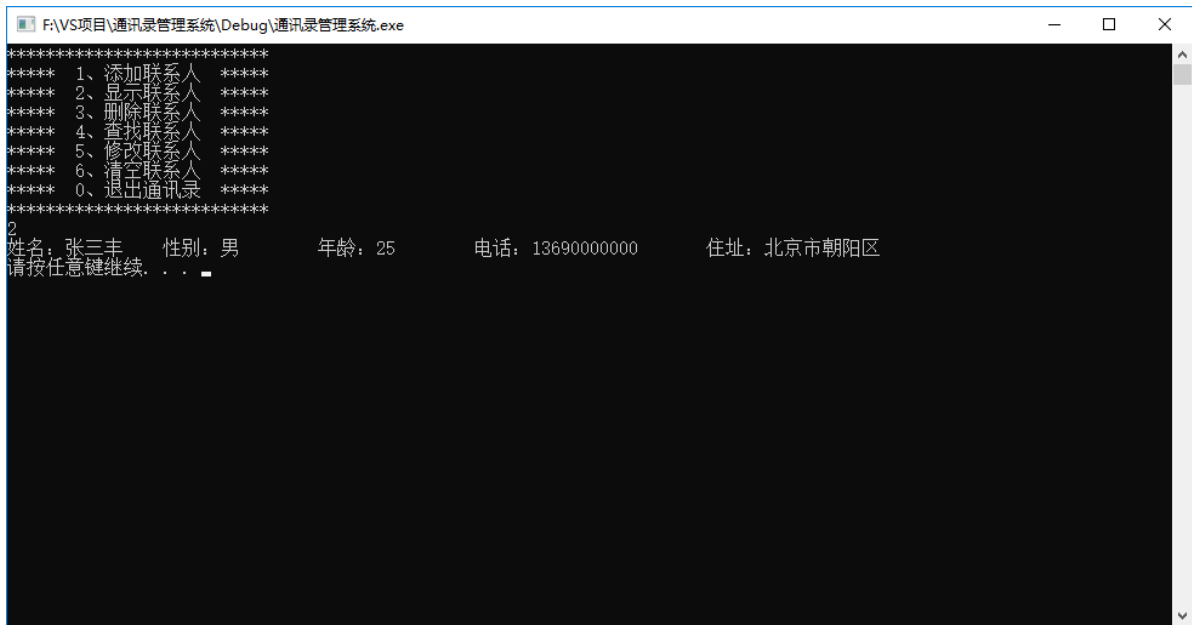 F:\VS项目\通讯录管理系统\Debug\通讯录管理系统.exe
***************************
*****  1、添加联系人  *****
*****  2、显示联系人  *****
*****  3、删除联系人  *****
*****  4、查找联系人  *****
*****  5、修改联系人  *****
*****  6、清空联系人  *****
*****  0、退出通讯录  *****
***************************
2
姓名：张三丰    性别：男        年龄：25        电话：13690000000       住址：北京市朝阳区
请按任意键继续. . .